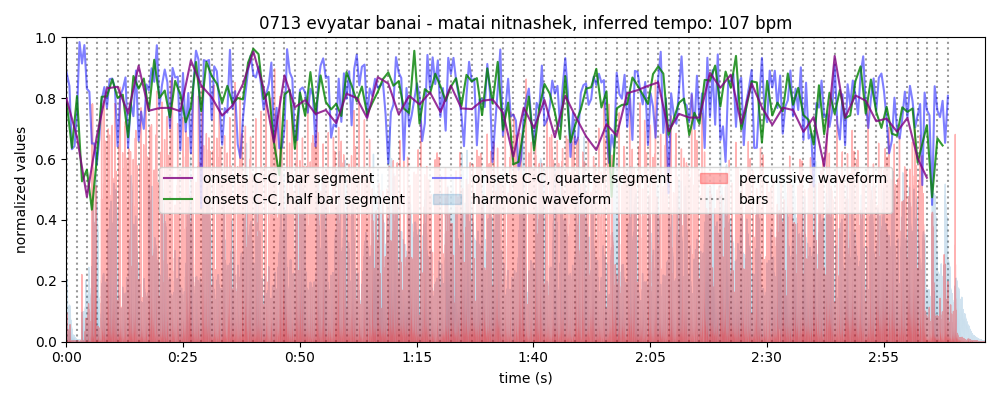 0713 evyatar banai - matai nitnashek, inferred tempo: 107 bpm
1.0
0.8
0.6
0.4
0.2
0.0
normalized values
onsets C-C, bar segment
onsets C-C, half bar segment
onsets C-C, quarter segment
harmonic waveform
percussive waveform
bars
0:00 0:25 0:50 1:15 1:40 2:05 2:30 2:55
time (s)